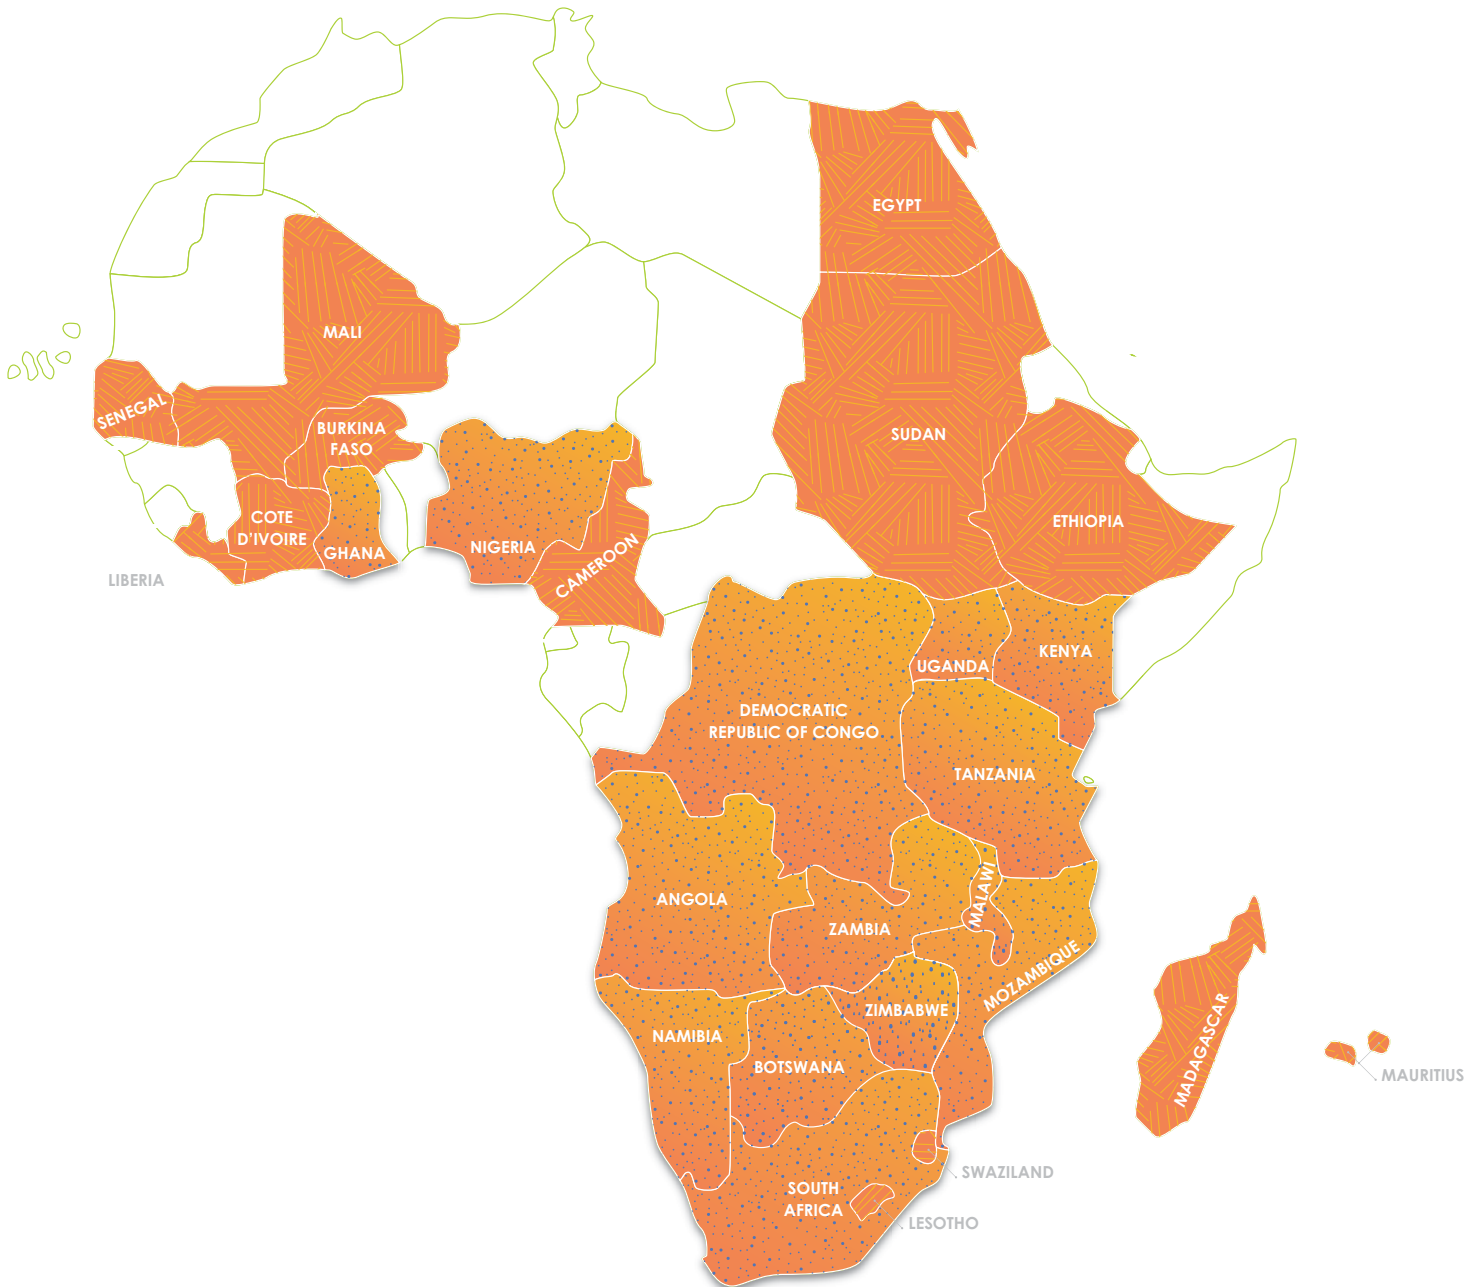 EGYPT
MALI
SENEGAL
BURKINA
FASO
SUDAN
COTE
D'IVOIRE
GHANA
NIGERIA
CAMEROON
ETHIOPIA
LIBERIA
UGANDA
KENYA
DEMOCRATIC
REPUBLIC OF CONGO
TANZANIA
ANGOLA
ZAMBIA
MALAWI
MOZAMBIQUE
ZIMBABWE
NAMIBIA
BOTSWANA
MADAGASCAR
MAURITIUS
SWAZILAND
SOUTH
AFRICA
LESOTHO